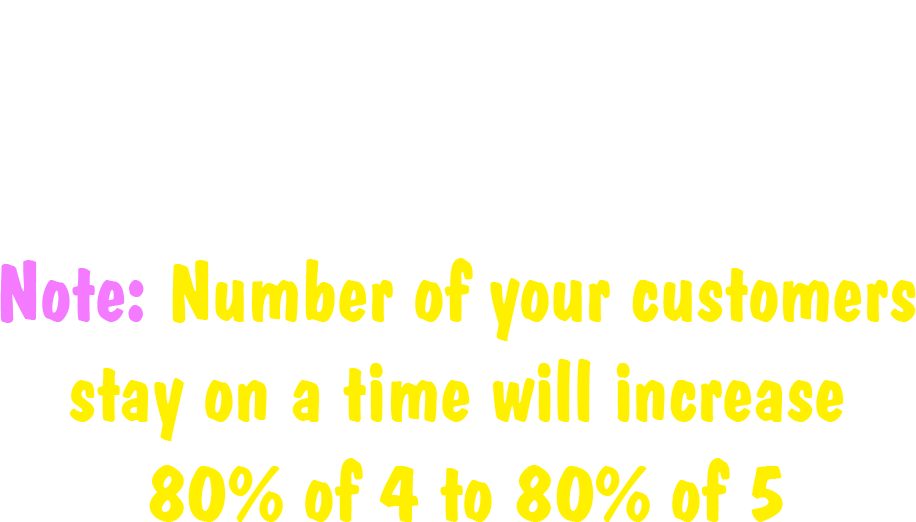 Note: Number of your customers
stay on a time will increase
80% of 4 to 80% of 5